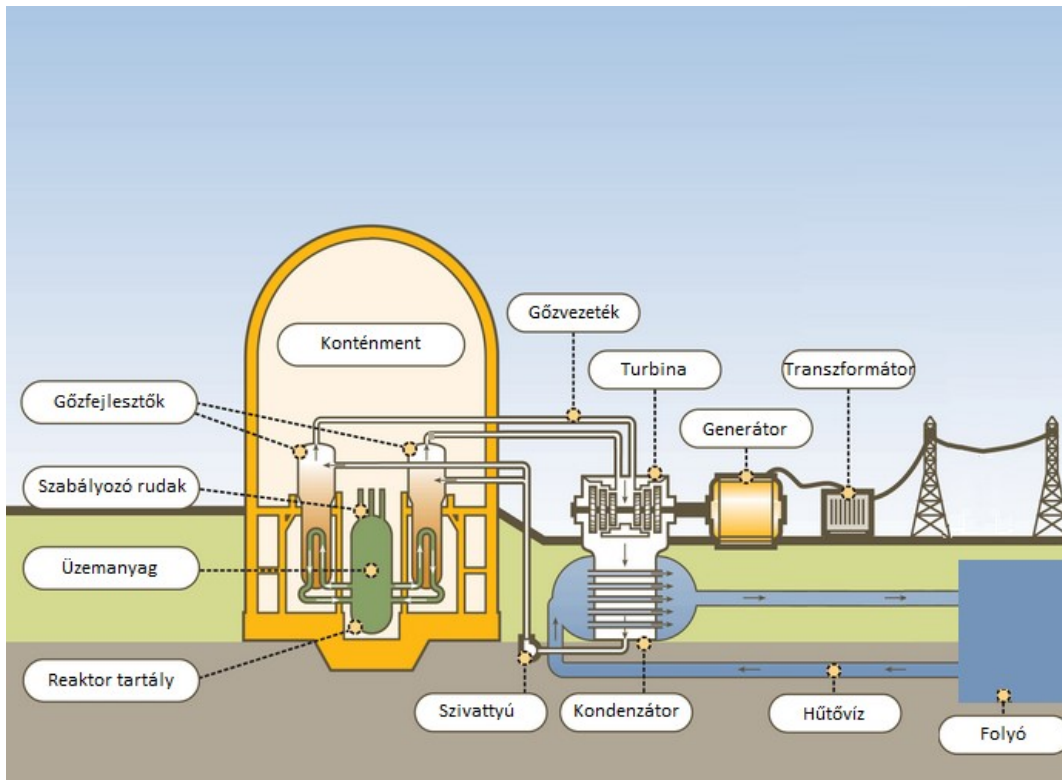 Gőzvezeték
Konténment
Turbina
Transzformátor
Gőzfejlesztők
Generátor
Szabályozó rudak
Üzemanyag
Reaktor tartály
Szivattyú
Kondenzátor
Hűtővíz
Folyó